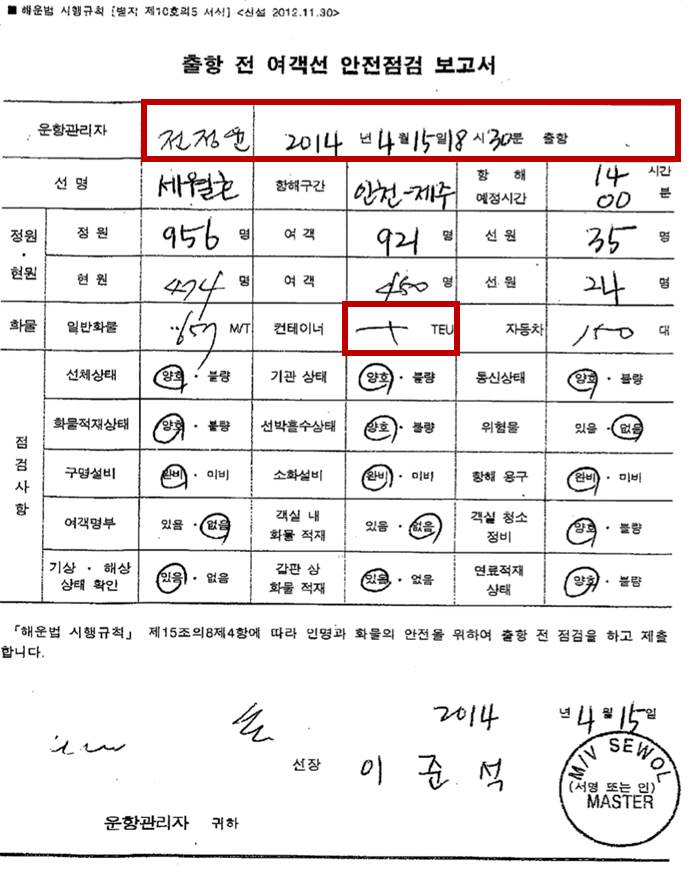 ■ 해운법 시행규칙 [별지 제10호의5 서식] <신설 2012.11.30>
출항 전 여객선 안전점검 보고서
운항관리자 전정윤 2014 년 4 월 15 일 18 시 30 분 출항
선 명 세월호 항해구간 인천-제주 항 해 예정시간 14 시간 00 분
정원·현원 정 원 956 명 여 객 921 명 선 원 35 명
현 원 474 명 여 객 450 명 선 원 24 명
화물 일반화물 657 M/T 컨테이너 TEU 자동차 150 대
점검사항 선체상태 양호 · 불량 기관 상태 양호 · 불량 통신상태 양호 · 불량
화물적재상태 양호 · 불량 선박흘수상태 양호 · 불량 위험물 있음 · 없음
구명설비 완비 · 미비 소화설비 완비 · 미비 항해 용구 완비 · 미비
여객명부 있음 · 없음 객실 내 화물 적재 있음 · 없음 객실 청소 정비 양호 · 불량
기상 · 해상 상태 확인 있음 · 없음 갑판 상 화물 적재 있음 · 없음 연료적재 상태 양호 · 불량
「해운법 시행규칙」 제15조의8제4항에 따라 인명과 화물의 안전을 위하여 출항 전 점검을 하고 제출
합니다.
2014 년 4 월 15 일
선장 이 준 석 (서명 또는 인)
M/V SEWOL
MASTER
운항관리자 귀하